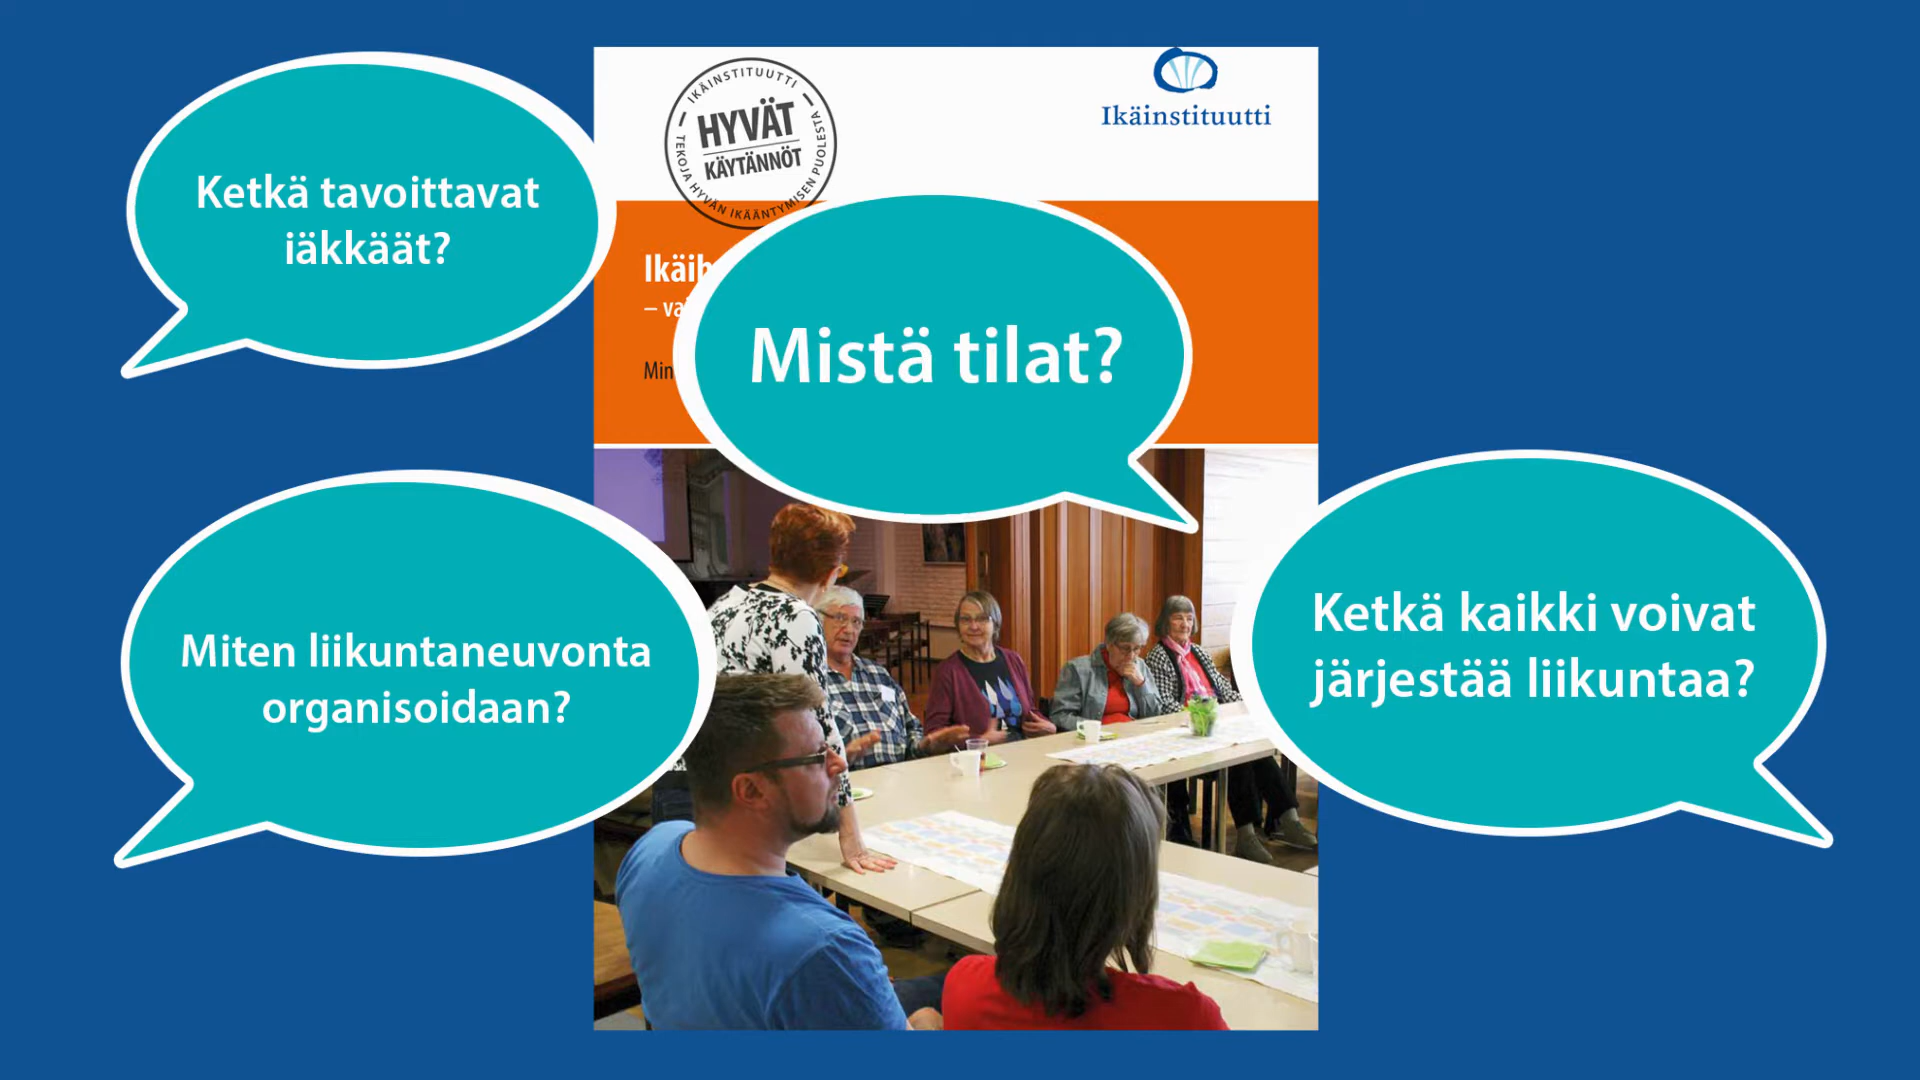 Ketkä tavoittavat
iäkkäät?
IKÄINSTITUUTTI
HYVÄT
KÄYTÄNNÖT
TEKOJA HYVÄN IKÄÄNTYMISEN PUOLESTA
Ikäinstituutti
Mistä tilat?
Miten liikuntaneuvonta
organisoidaan?
Ketkä kaikki voivat
järjestää liikuntaa?